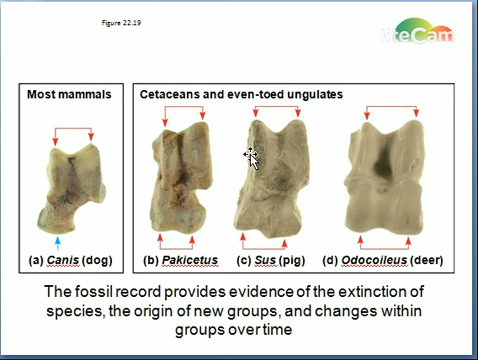 Figure 22.19
liteCam
Most mammals
Cetaceans and even-toed ungulates
(a) Canis (dog)
(b) Pakicetus
(c) Sus (pig)
(d) Odocoileus (deer)
The fossil record provides evidence of the extinction of
species, the origin of new groups, and changes within
groups over time